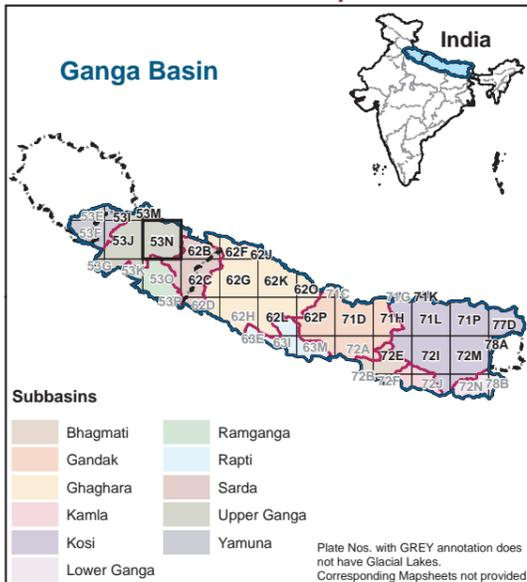 India
Ganga Basin
53E 53I 53M
53F 53J 53N 62B 62F 62J
53G 53K 53O 62C 62G 62K 62O 71C 71G 71K
53P 62D 62H 62L 62P 71D 71H 71L 71P 77D
63E 63I 63M 72A 72E 72I 72M 78A
72B 72F 72J 72N 78B
Subbasins
Bhagmati Ramganga
Gandak Rapti
Ghaghara Sarda
Kamla Upper Ganga
Kosi Yamuna
Lower Ganga
Plate Nos. with GREY annotation does
not have Glacial Lakes.
Corresponding Mapsheets not provided